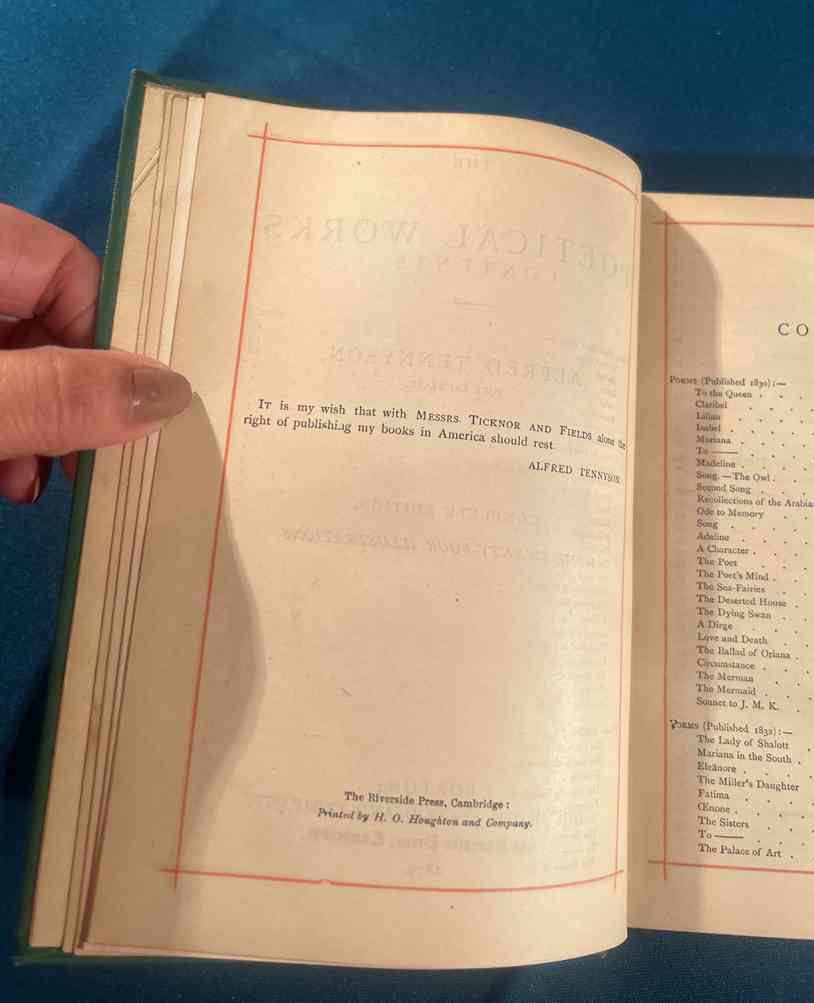 It is my wish that with Messrs. Ticknor and Fields alone the
right of publishing my books in America should rest.
ALFRED TENNYSON
The Riverside Press, Cambridge:
Printed by H. O. Houghton and Company.
CO
Poems (Published 1830):—
To the Queen .
Claribel
Lilian
Isabel
Mariana
To ——
Madeline .
Song.—The Owl .
Second Song
Recollections of the Arabian
Ode to Memory
Song
Adeline
A Character .
The Poet
The Poet's Mind .
The Sea-Fairies
The Deserted House
The Dying Swan
A Dirge
Love and Death
The Ballad of Oriana .
Circumstance
The Merman
The Mermaid
Sonnet to J. M. K.
Poems (Published 1832):—
The Lady of Shalott
Mariana in the South .
Eleänore
The Miller's Daughter
Fatima
Œnone .
The Sisters
To ——
The Palace of Art .